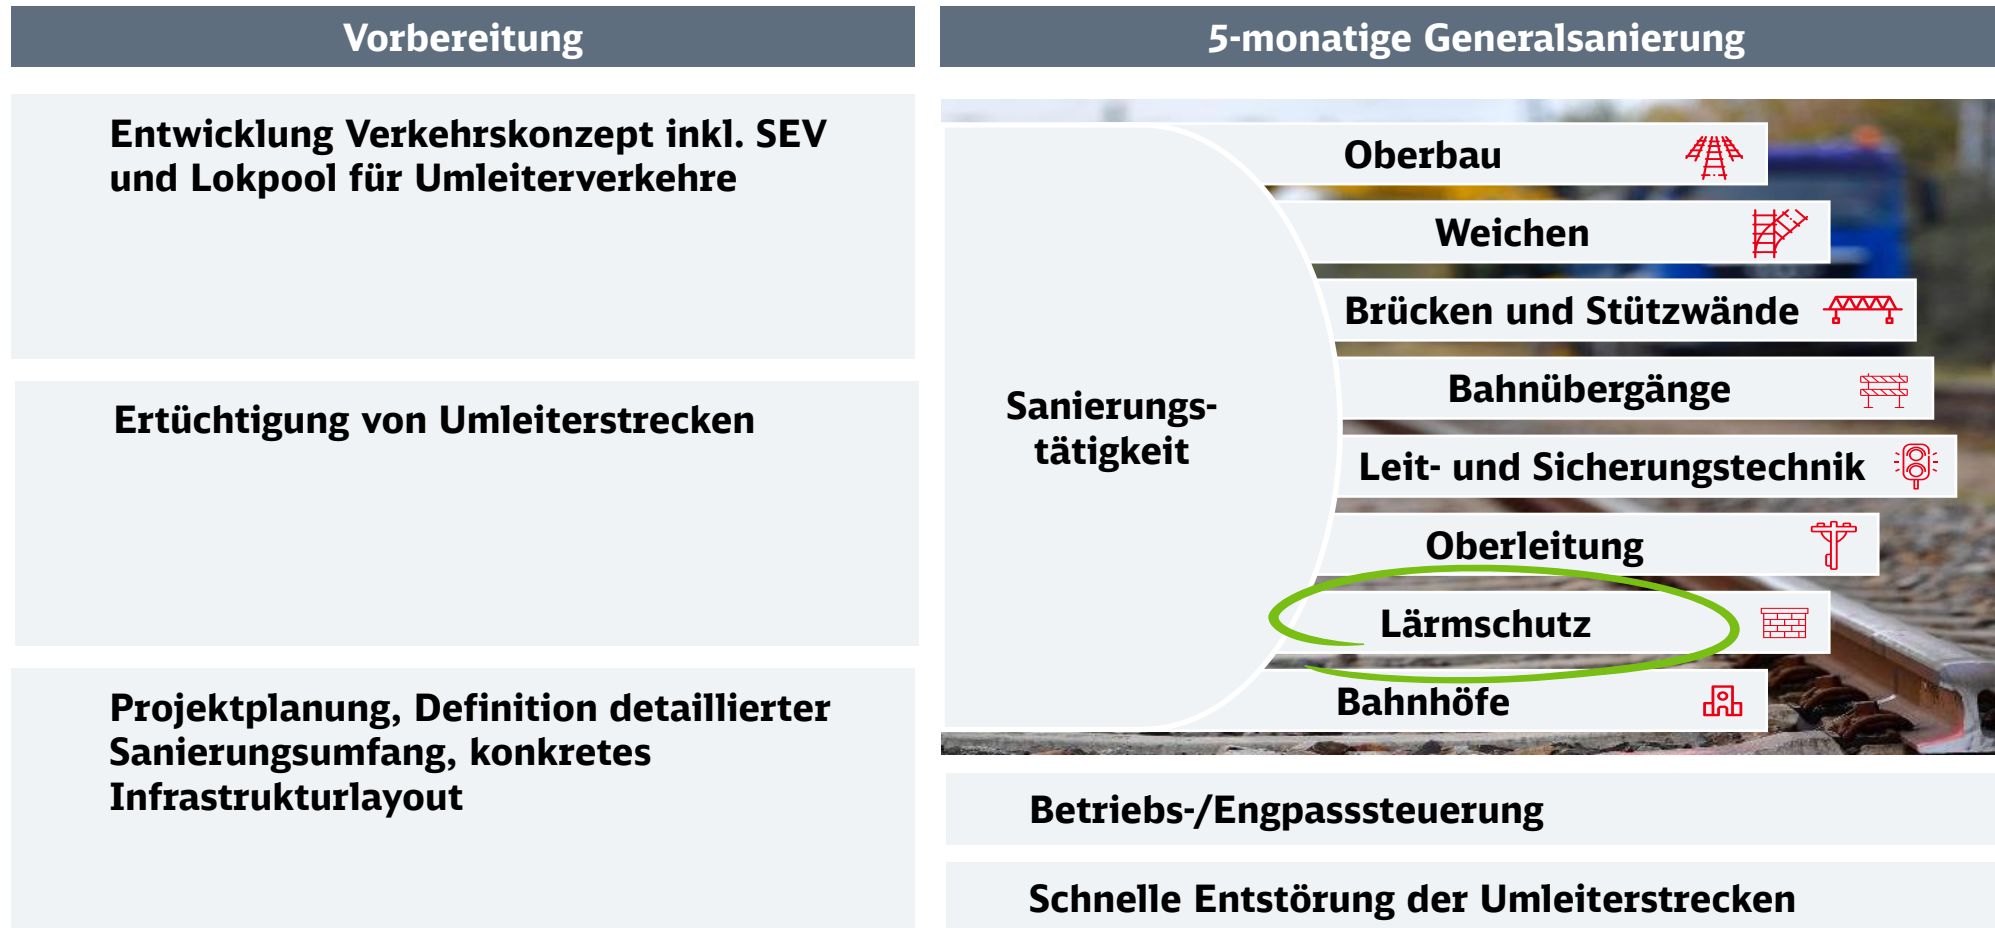 Vorbereitung
Entwicklung Verkehrskonzept inkl. SEV
und Lokpool für Umleiterverkehre
Ertüchtigung von Umleiterstrecken
Projektplanung, Definition detaillierter
Sanierungsumfang, konkretes
Infrastrukturlayout
5-monatige Generalsanierung
Sanierungs-
tätigkeit
Oberbau
Weichen
Brücken und Stützwände
Bahnübergänge
Leit- und Sicherungstechnik
Oberleitung
Lärmschutz
Bahnhöfe
Betriebs-/Engpasssteuerung
Schnelle Entstörung der Umleiterstrecken